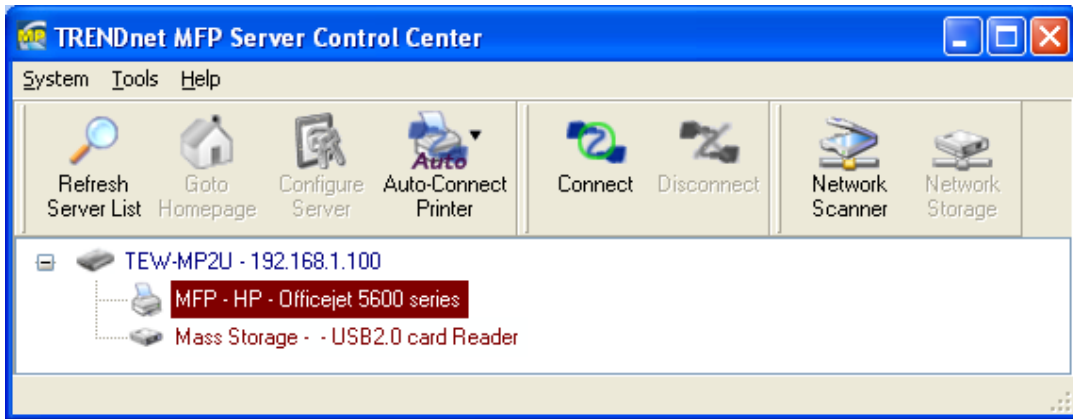 TRENDnet MFP Server Control Center
System Tools Help
Refresh Server List
Goto Homepage
Configure Server
Auto
Auto-Connect Printer
Connect
Disconnect
Network Scanner
Network Storage
TEW-MP2U - 192.168.1.100
MFP - HP - Officejet 5600 series
Mass Storage - - USB2.0 card Reader